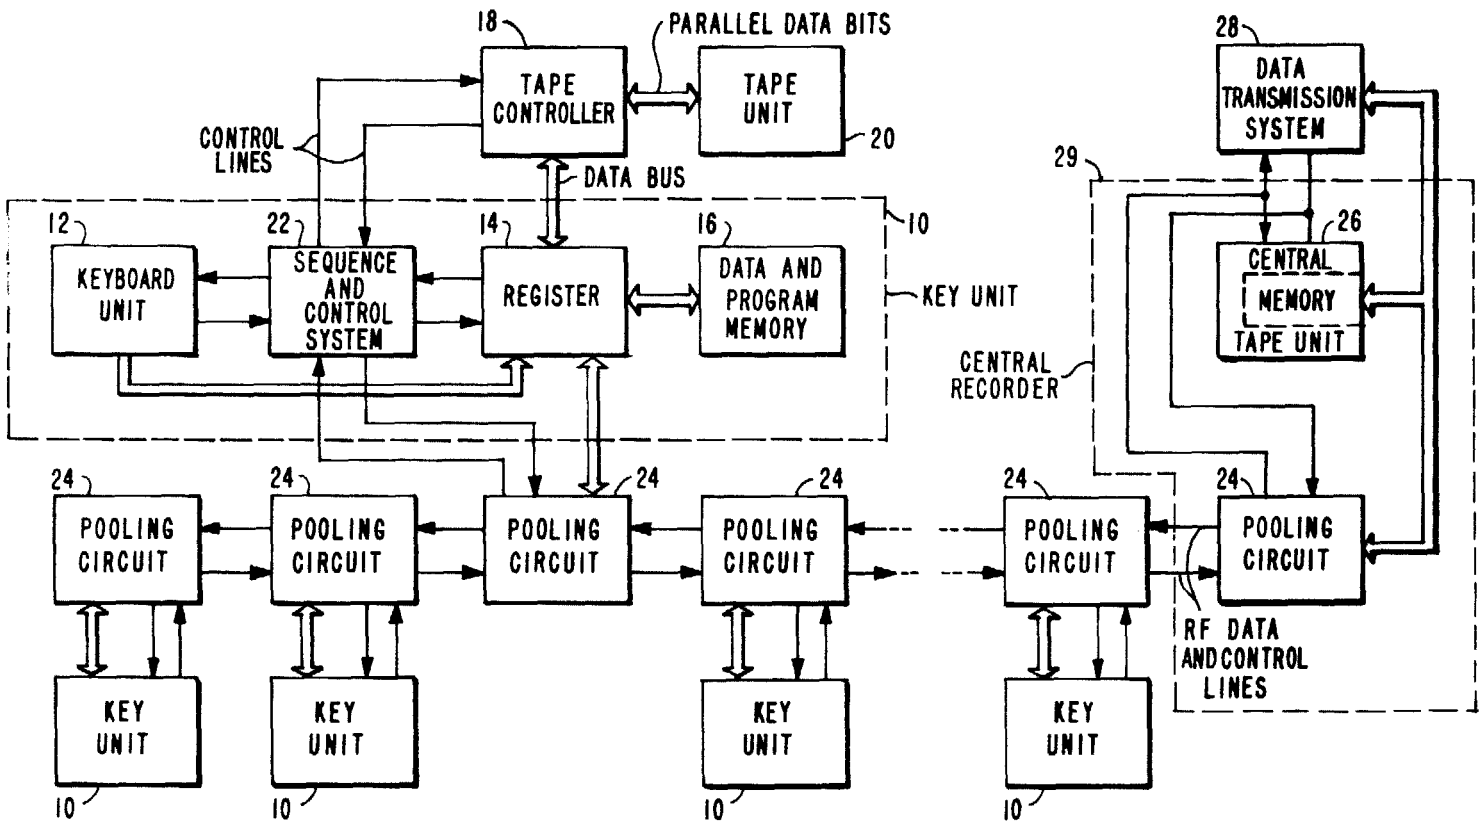 18
PARALLEL DATA BITS
28
TAPE
CONTROLLER
TAPE
UNIT
20
DATA
TRANSMISSION
SYSTEM
CONTROL
LINES
DATA BUS
29
12
22
14
16
10
26
KEYBOARD
UNIT
SEQUENCE
AND
CONTROL
SYSTEM
REGISTER
DATA AND
PROGRAM
MEMORY
KEY UNIT
CENTRAL
MEMORY
TAPE UNIT
CENTRAL
RECORDER
24
24
24
24
24
24
POOLING
CIRCUIT
POOLING
CIRCUIT
POOLING
CIRCUIT
POOLING
CIRCUIT
POOLING
CIRCUIT
POOLING
CIRCUIT
RF DATA
AND CONTROL
LINES
KEY
UNIT
KEY
UNIT
KEY
UNIT
KEY
UNIT
10
10
10
10